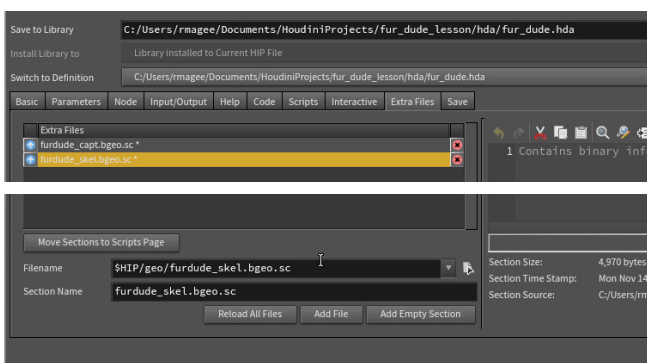 Save to Library C:/Users/rmagee/Documents/HoudiniProjects/fur_dude_lesson/hda/fur_dude.hda
Install Library to Library installed to Current HIP File
Switch to Definition C:/Users/rmagee/Documents/HoudiniProjects/fur_dude_lesson/hda/fur_dude.hda
Basic Parameters Node Input/Output Help Code Scripts Interactive Extra Files Save
Extra Files
furdude_capt.bgeo.sc *
furdude_skel.bgeo.sc *
1 Contains binary inf
Move Sections to Scripts Page
Filename $HIP/geo/furdude_skel.bgeo.sc
Section Name furdude_skel.bgeo.sc
Reload All Files Add File Add Empty Section
Section Size: 4,970 bytes
Section Time Stamp: Mon Nov 14
Section Source: C:/Users/rm